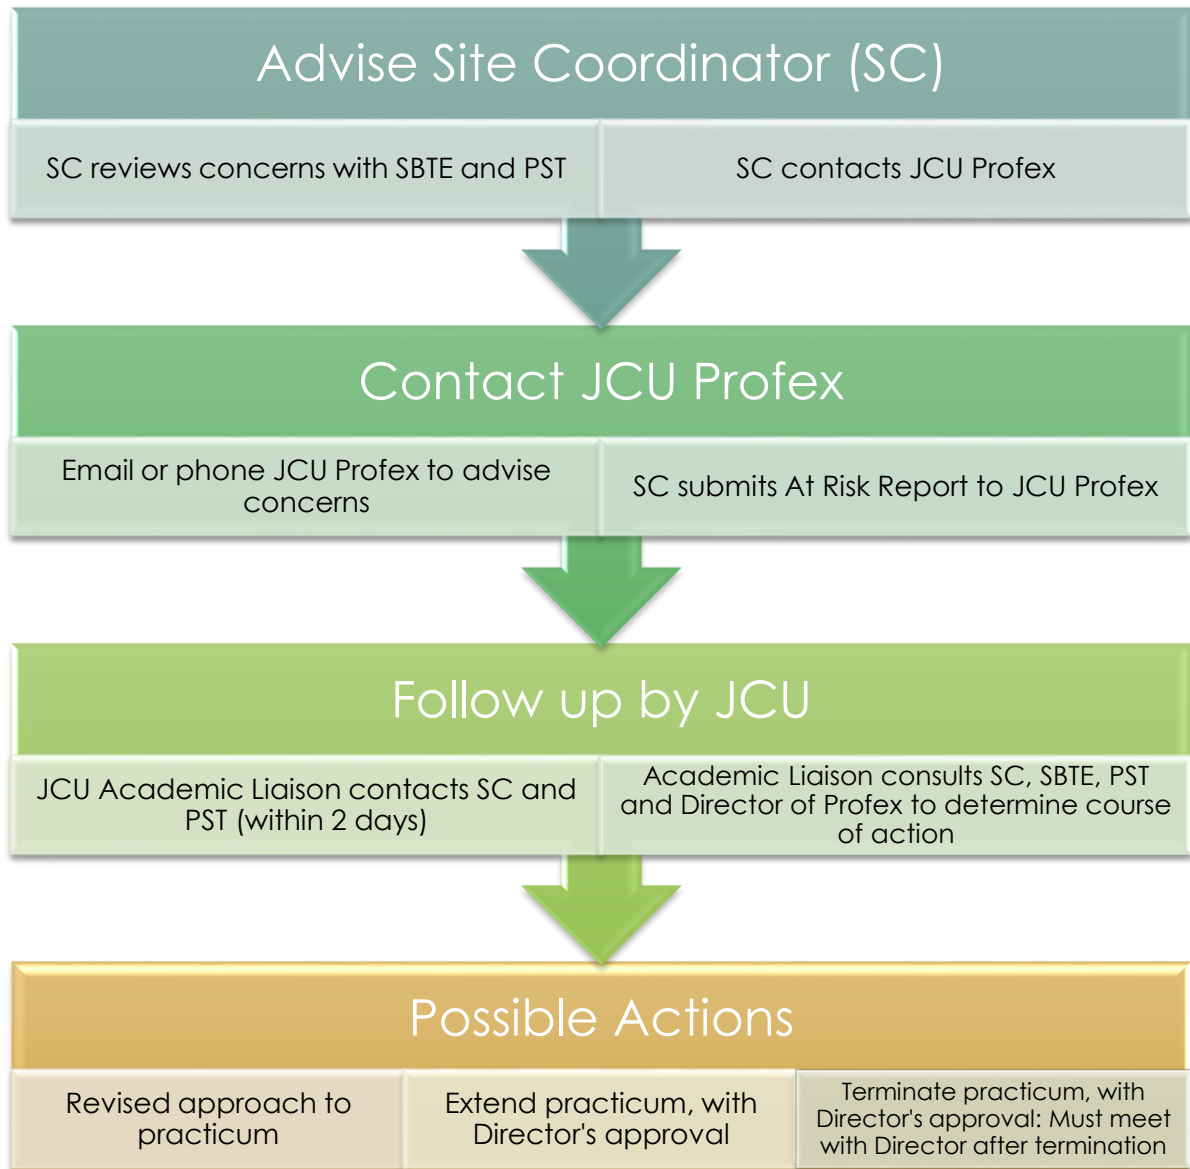 Advise Site Coordinator (SC)
SC reviews concerns with SBTE and PST
SC contacts JCU Profex
Contact JCU Profex
Email or phone JCU Profex to advise
concerns
SC submits At Risk Report to JCU Profex
Follow up by JCU
JCU Academic Liaison contacts SC and
PST (within 2 days)
Academic Liaison consults SC, SBTE, PST
and Director of Profex to determine course
of action
Possible Actions
Revised approach to
practicum
Extend practicum, with
Director's approval
Terminate practicum, with
Director's approval: Must meet
with Director after termination